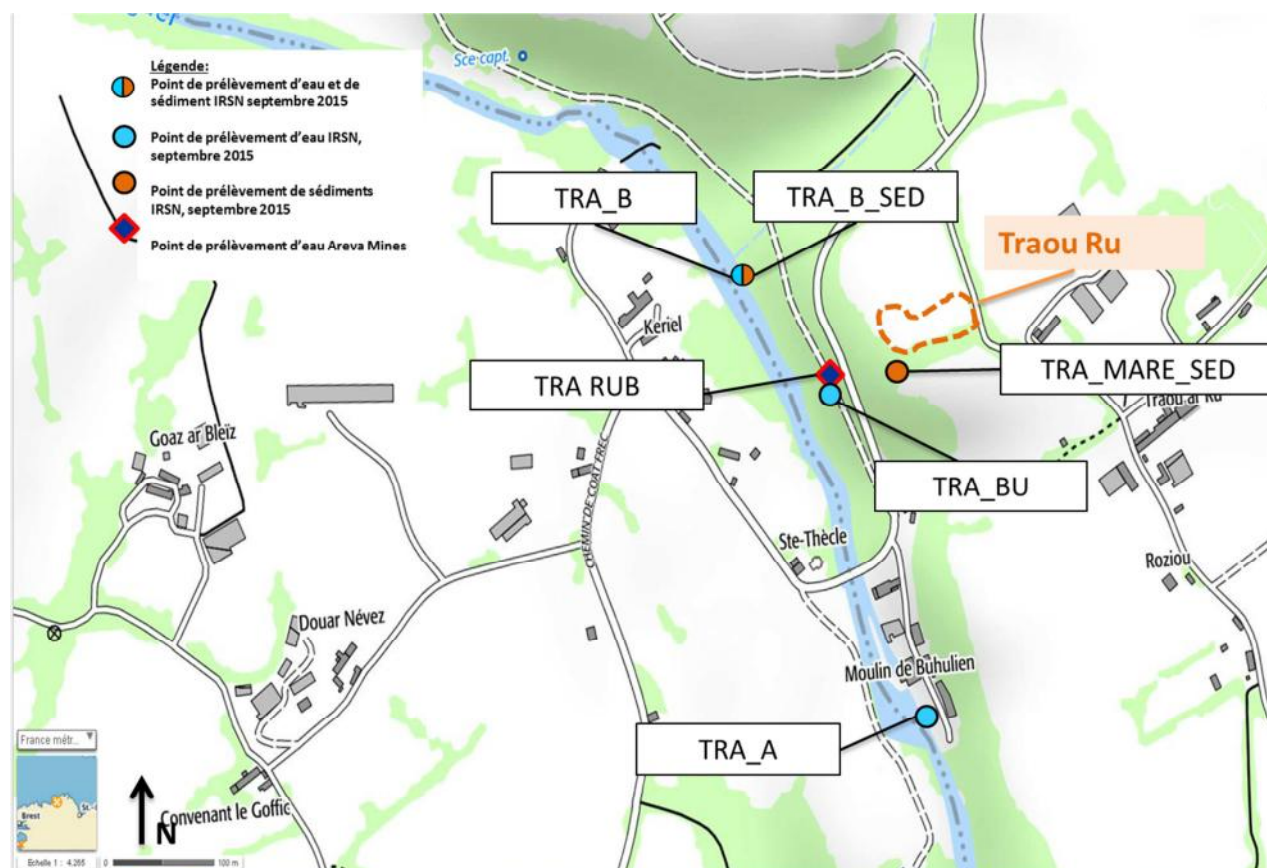 Légende:
Point de prélèvement d'eau et de
sédiment IRSN septembre 2015
Point de prélèvement d'eau IRSN,
septembre 2015
Point de prélèvement de sédiments
IRSN, septembre 2015
Point de prélèvement d'eau Areva Mines
Sce capt.
TRA_B
TRA_B_SED
Traou Ru
Keriel
TRA RUB
TRA_MARE_SED
Traou ar Ru
Goaz ar Bleïz
TRA_BU
CHEMIN DE COAT FREC
Ste-Thècle
Roziou
Douar Névez
Moulin de Buhulien
TRA_A
France métr...
Brest
Convenant le Goffic
N
Echelle 1 : 4,265
0
100 m